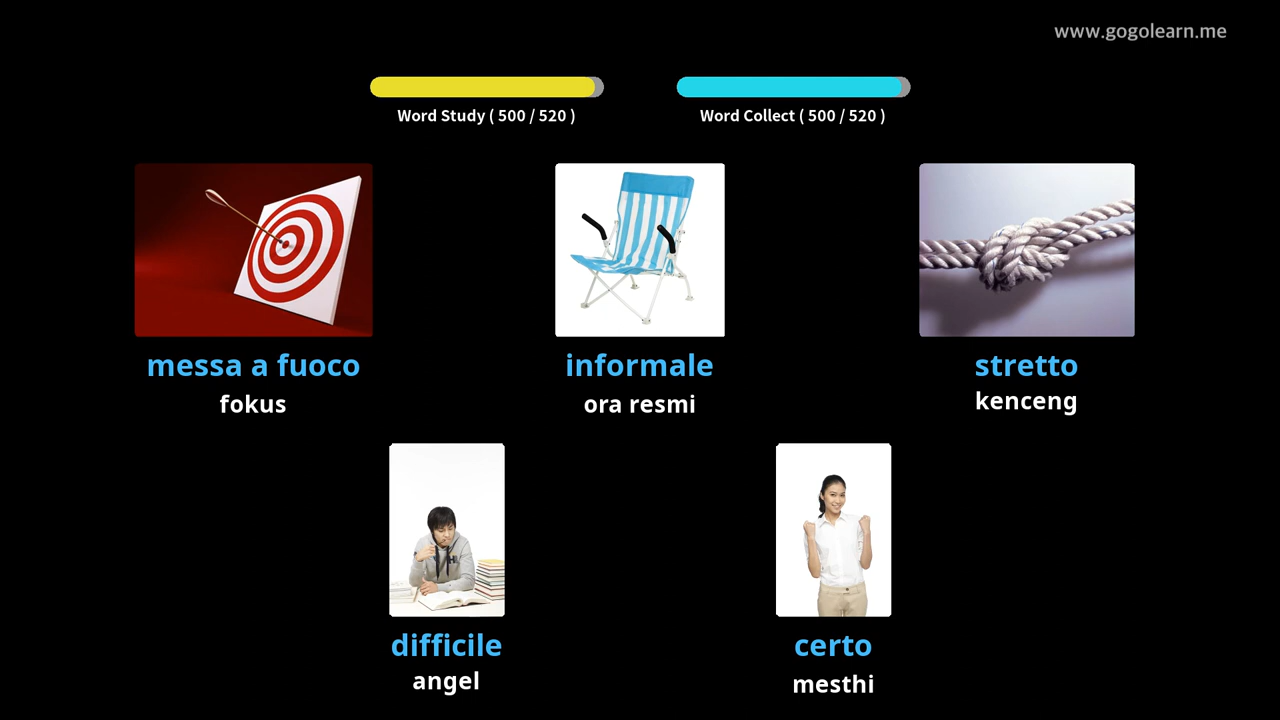 www.gogolearn.me
Word Study ( 500 / 520 )
Word Collect ( 500 / 520 )
messa a fuoco
fokus
informale
ora resmi
stretto
kenceng
difficile
angel
certo
mesthi